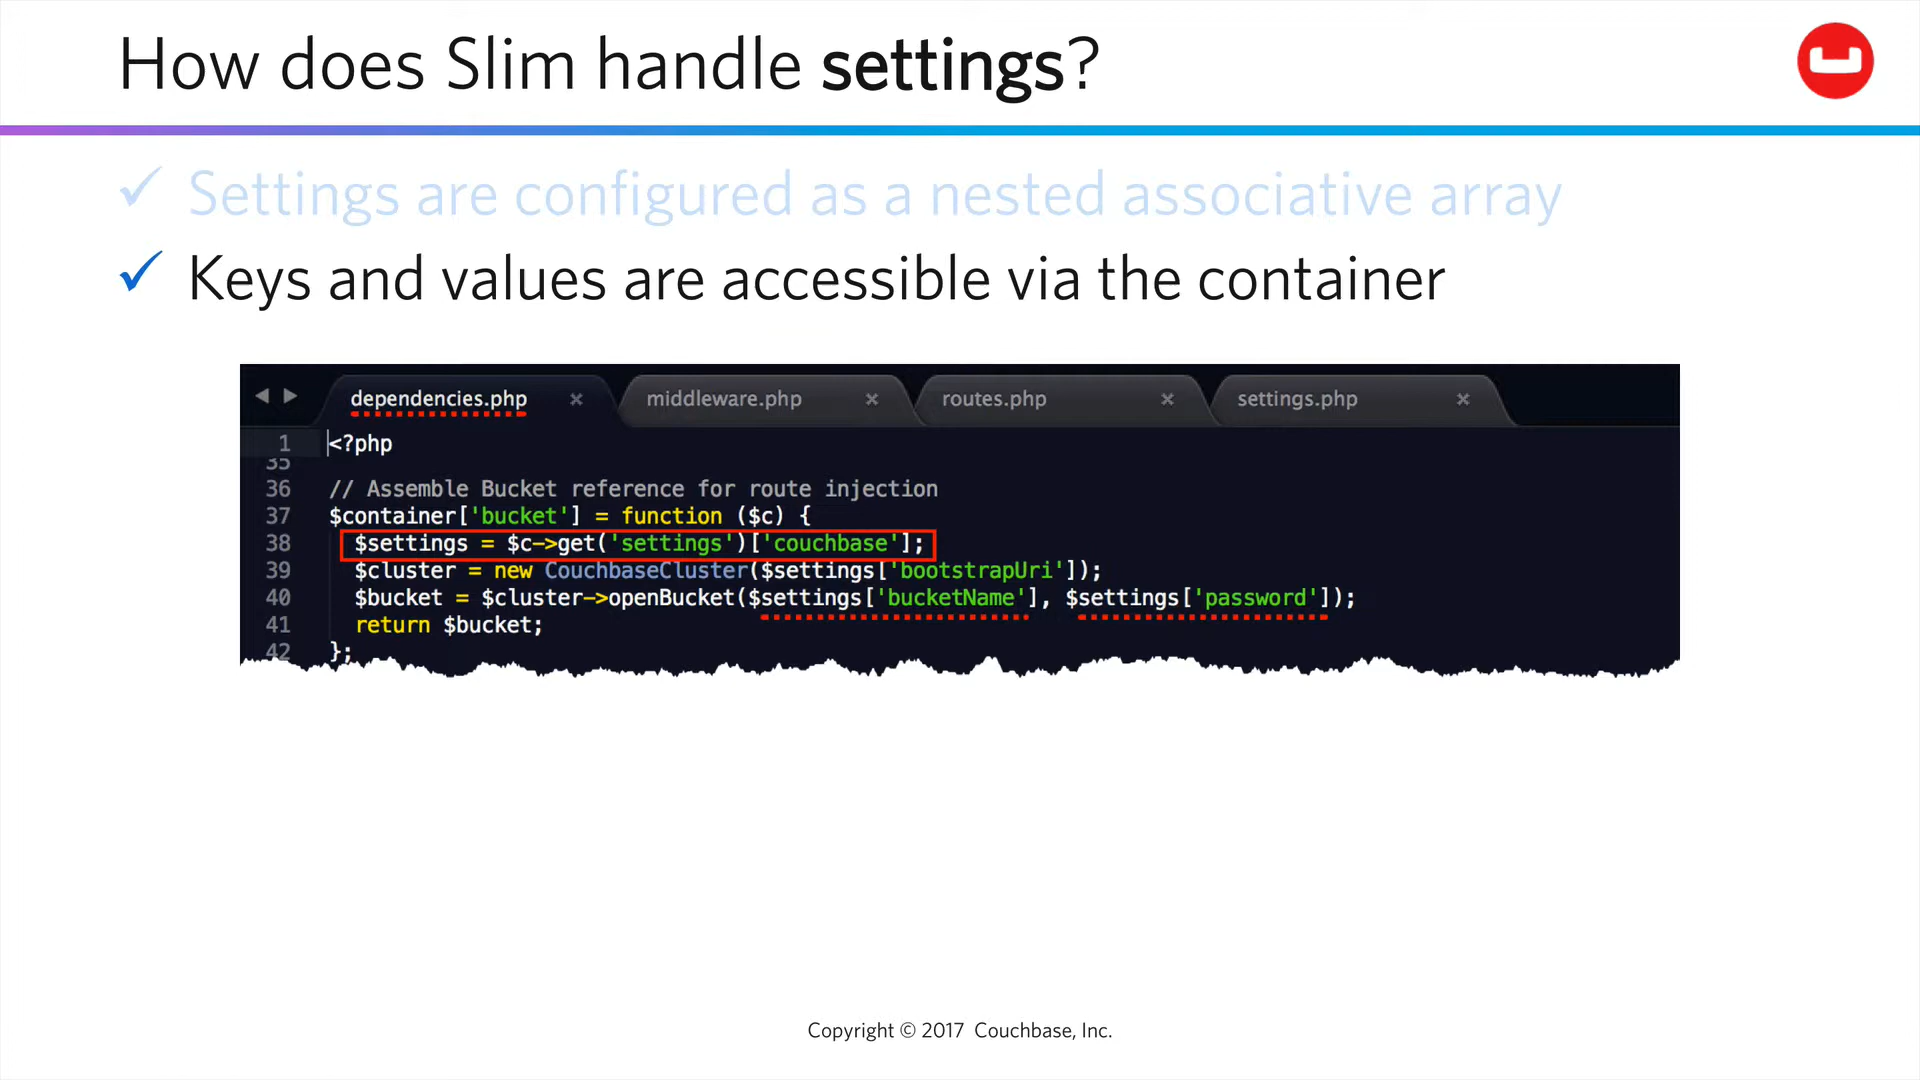 How does Slim handle settings?
✓ Settings are configured as a nested associative array
✓ Keys and values are accessible via the container
dependencies.php × middleware.php × routes.php × settings.php ×
1 <?php
35
36 // Assemble Bucket reference for route injection
37 $container['bucket'] = function ($c) {
38 $settings = $c->get('settings')['couchbase'];
39 $cluster = new CouchbaseCluster($settings['bootstrapUri']);
40 $bucket = $cluster->openBucket($settings['bucketName'], $settings['password']);
41 return $bucket;
42 };
Copyright © 2017 Couchbase, Inc.